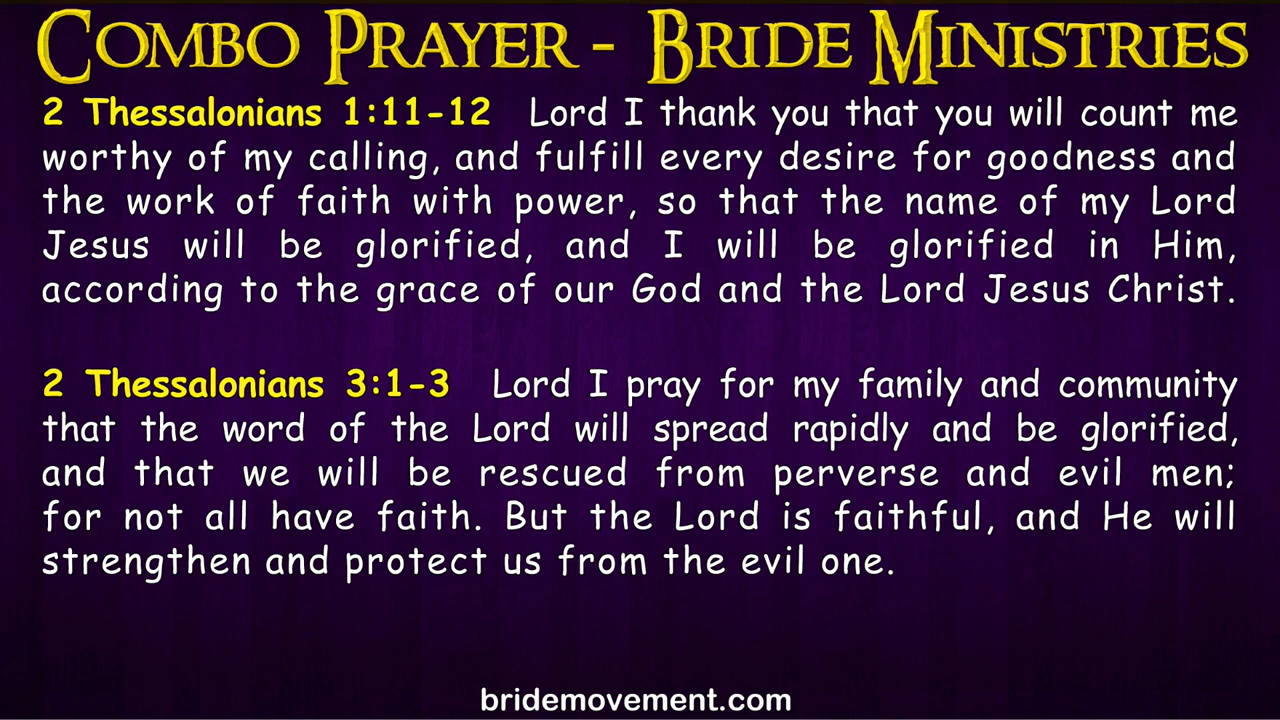 Combo Prayer - Bride Ministries
2 Thessalonians 1:11-12 Lord I thank you that you will count me
worthy of my calling, and fulfill every desire for goodness and
the work of faith with power, so that the name of my Lord
Jesus will be glorified, and I will be glorified in Him,
according to the grace of our God and the Lord Jesus Christ.
2 Thessalonians 3:1-3 Lord I pray for my family and community
that the word of the Lord will spread rapidly and be glorified,
and that we will be rescued from perverse and evil men;
for not all have faith. But the Lord is faithful, and He will
strengthen and protect us from the evil one.
bridemovement.com